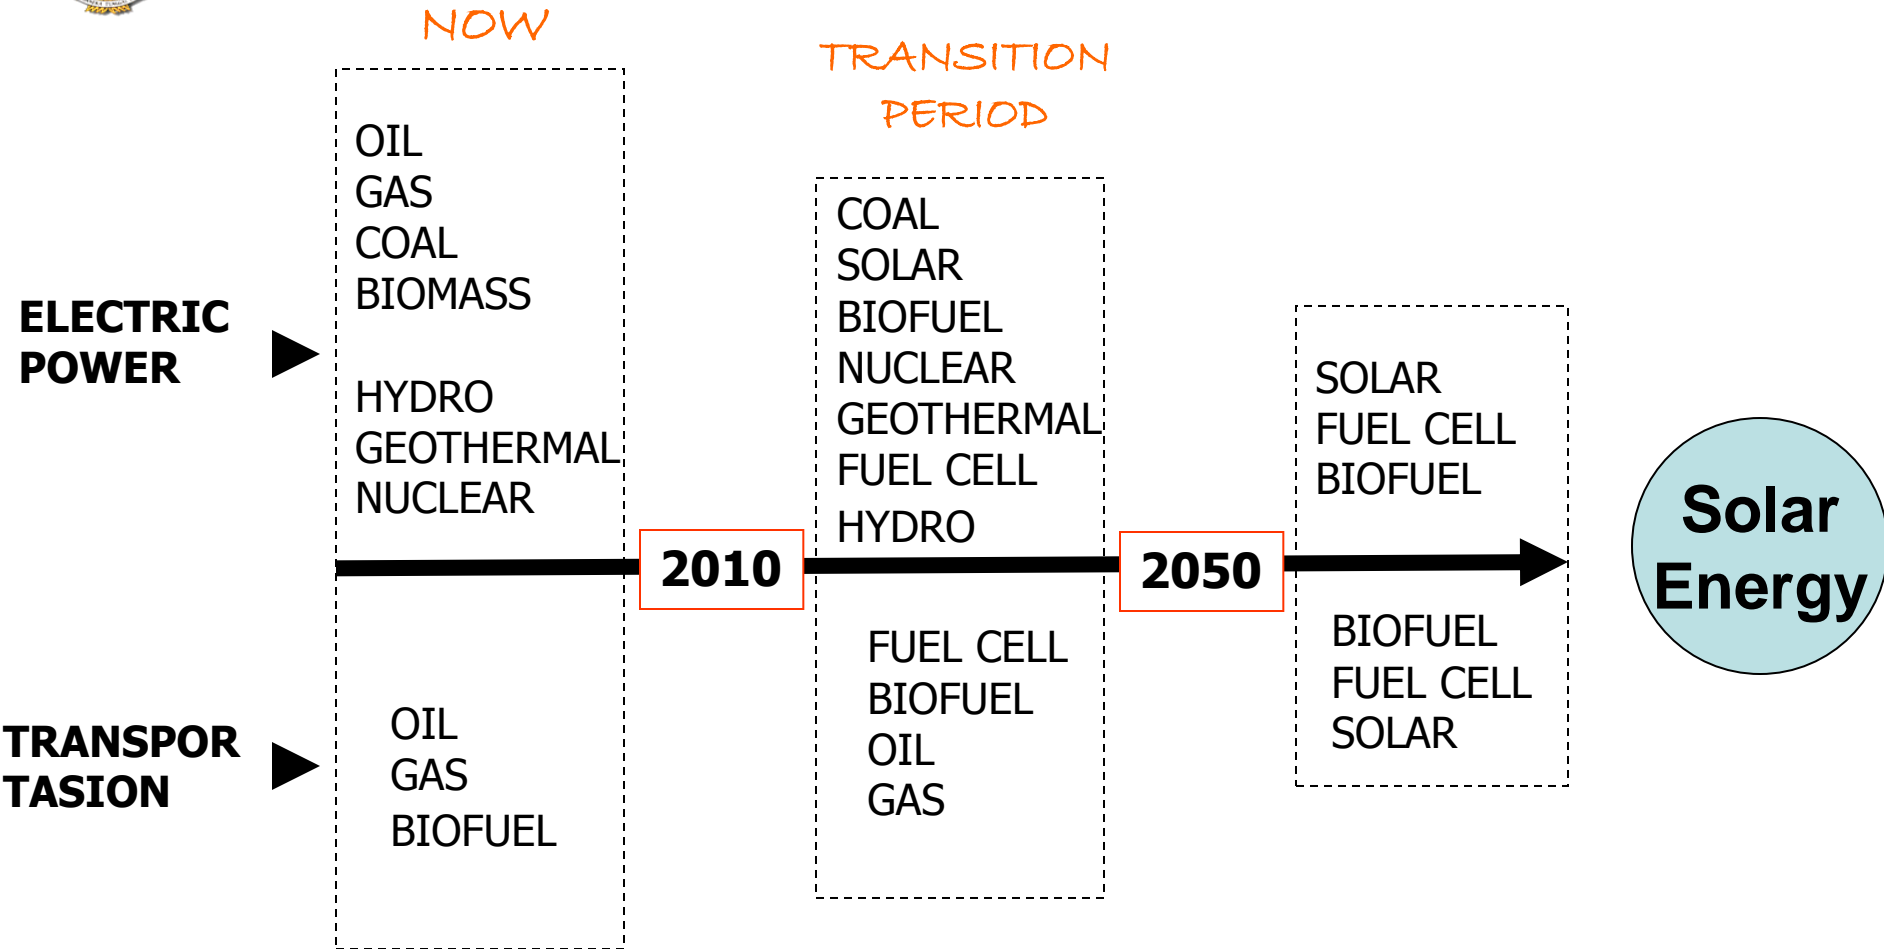 NOW
TRANSITION
PERIOD
ELECTRIC
POWER
OIL
GAS
COAL
BIOMASS
HYDRO
GEOTHERMAL
NUCLEAR
COAL
SOLAR
BIOFUEL
NUCLEAR
GEOTHERMAL
FUEL CELL
HYDRO
SOLAR
FUEL CELL
BIOFUEL
2010
2050
Solar
Energy
TRANSPOR
TASION
OIL
GAS
BIOFUEL
FUEL CELL
BIOFUEL
OIL
GAS
BIOFUEL
FUEL CELL
SOLAR